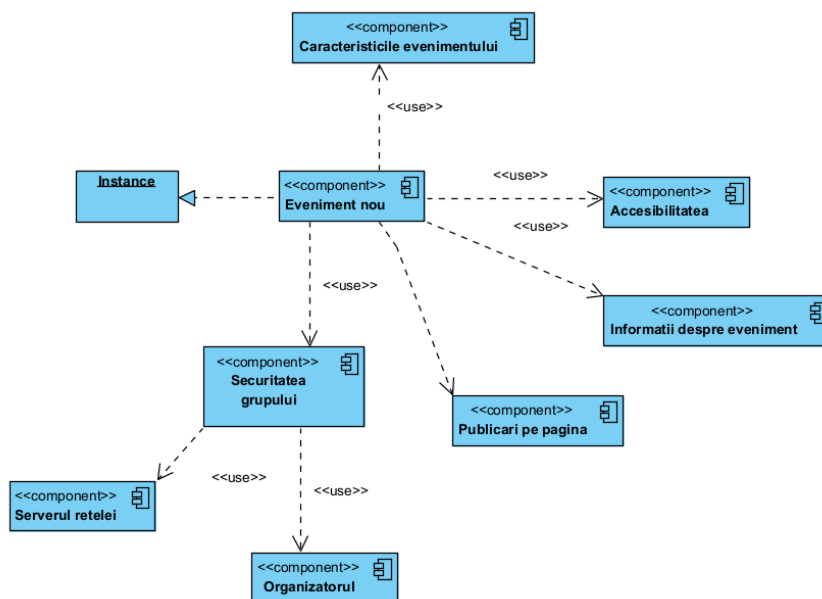 <<component>>
Caracteristicile evenimentului
<<use>>
Instance
<<component>>
Eveniment nou
<<use>>
<<component>>
Accesibilitatea
<<use>>
<<use>>
<<component>>
Informatii despre eveniment
<<component>>
Securitatea
grupului
<<component>>
Publicari pe pagina
<<use>>
<<use>>
<<component>>
Serverul retelei
<<component>>
Organizatorul